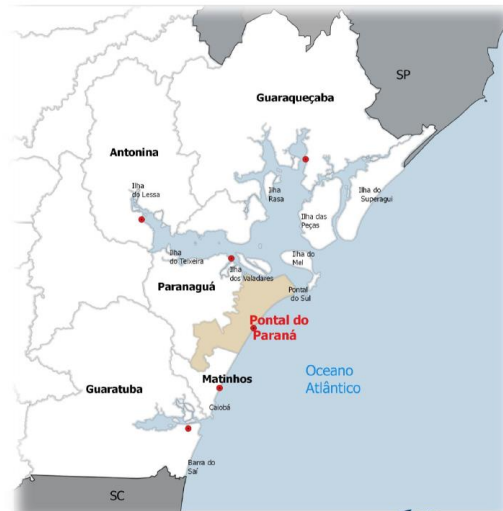 SP
Guaraqueçaba
Antonina
Ilha
do Lessa
Ilha
Rasa
Ilha do
Superagui
Ilha das
Peças
Ilha
do Teixeira
Ilha do
Mel
Ilha
dos Valadares
Paranaguá
Pontal
do Sul
Pontal do
Paraná
Oceano
Atlântico
Matinhos
Guaratuba
Caiobá
Barra do
Saí
SC